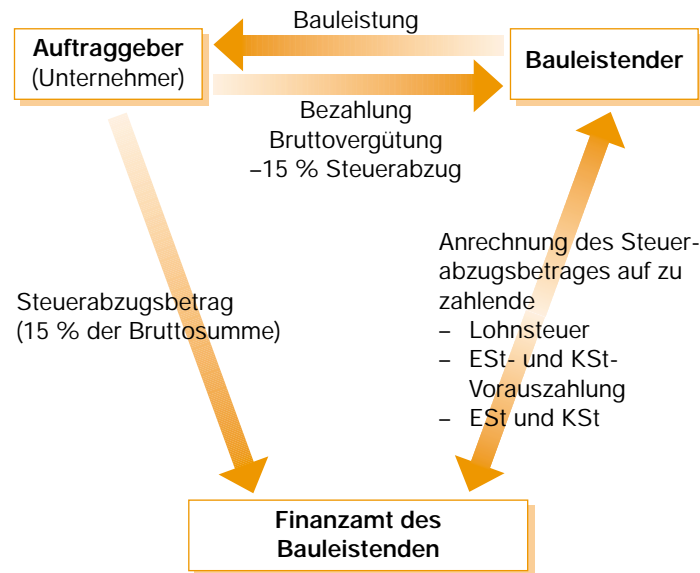 Bauleistung
Auftraggeber
(Unternehmer)
Bauleistender
Bezahlung
Bruttovergütung
–15 % Steuerabzug
Steuerabzugsbetrag
(15 % der Bruttosumme)
Anrechnung des Steuer-
abzugsbetrages auf zu
zahlende
– Lohnsteuer
– ESt- und KSt-
Vorauszahlung
– ESt und KSt
Finanzamt des
Bauleistenden